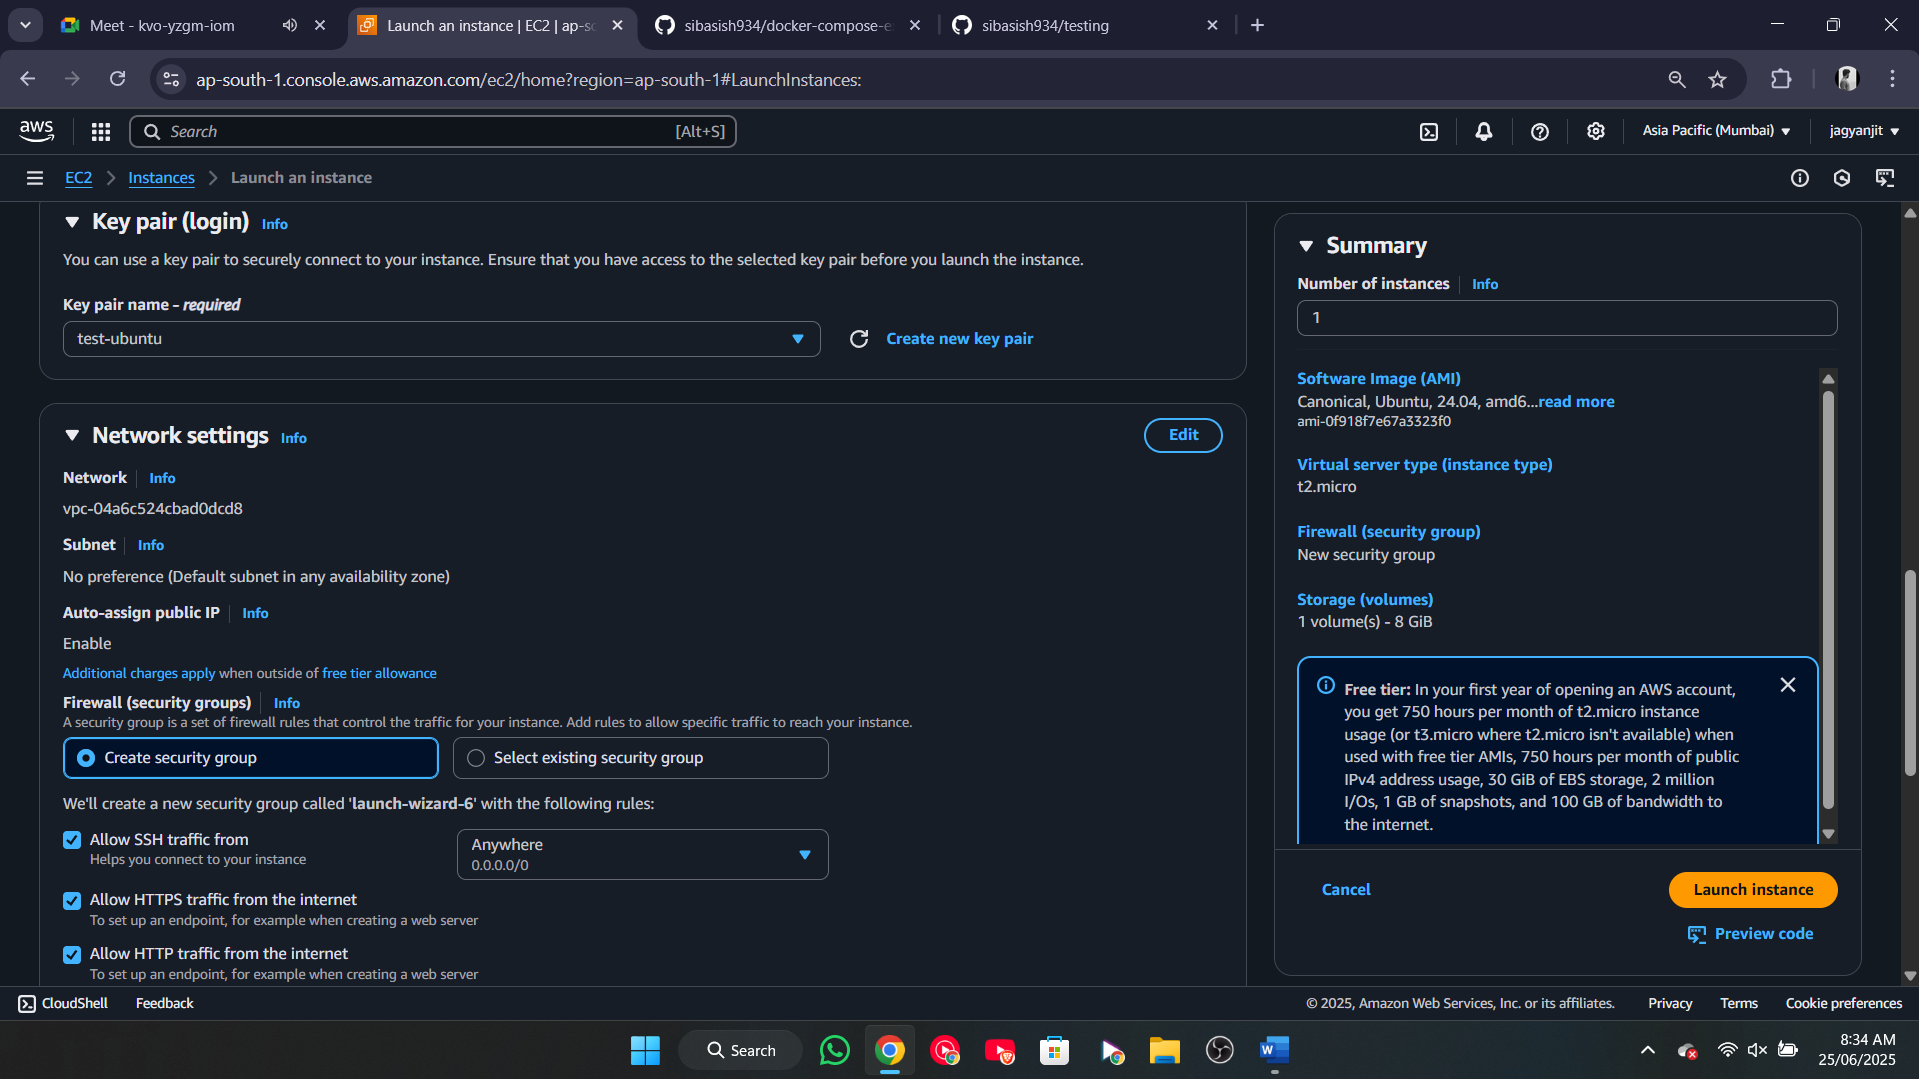 Meet - kvo-yzgm-iom
Launch an instance | EC2 | ap-so
sibasish934/docker-compose-e
sibasish934/testing
ap-south-1.console.aws.amazon.com/ec2/home?region=ap-south-1#LaunchInstances:
aws
Search
[Alt+S]
Asia Pacific (Mumbai)
jagyanjit
EC2
Instances
Launch an instance
Key pair (login) Info
You can use a key pair to securely connect to your instance. Ensure that you have access to the selected key pair before you launch the instance.
Key pair name - required
test-ubuntu
Create new key pair
Network settings Info
Edit
Network Info
vpc-04a6c524cbad0dcd8
Subnet Info
No preference (Default subnet in any availability zone)
Auto-assign public IP Info
Enable
Additional charges apply when outside of free tier allowance
Firewall (security groups) Info
A security group is a set of firewall rules that control the traffic for your instance. Add rules to allow specific traffic to reach your instance.
Create security group
Select existing security group
We'll create a new security group called 'launch-wizard-6' with the following rules:
Allow SSH traffic from
Helps you connect to your instance
Anywhere
0.0.0.0/0
Allow HTTPS traffic from the internet
To set up an endpoint, for example when creating a web server
Allow HTTP traffic from the internet
To set up an endpoint, for example when creating a web server
Summary
Number of instances Info
1
Software Image (AMI)
Canonical, Ubuntu, 24.04, amd6...read more
ami-0f918f7e67a3323f0
Virtual server type (instance type)
t2.micro
Firewall (security group)
New security group
Storage (volumes)
1 volume(s) - 8 GiB
Free tier: In your first year of opening an AWS account,
you get 750 hours per month of t2.micro instance
usage (or t3.micro where t2.micro isn't available) when
used with free tier AMIs, 750 hours per month of public
IPv4 address usage, 30 GiB of EBS storage, 2 million
I/Os, 1 GB of snapshots, and 100 GB of bandwidth to
the internet.
Cancel
Launch instance
Preview code
CloudShell
Feedback
© 2025, Amazon Web Services, Inc. or its affiliates.
Privacy
Terms
Cookie preferences
Search
8:34 AM
25/06/2025